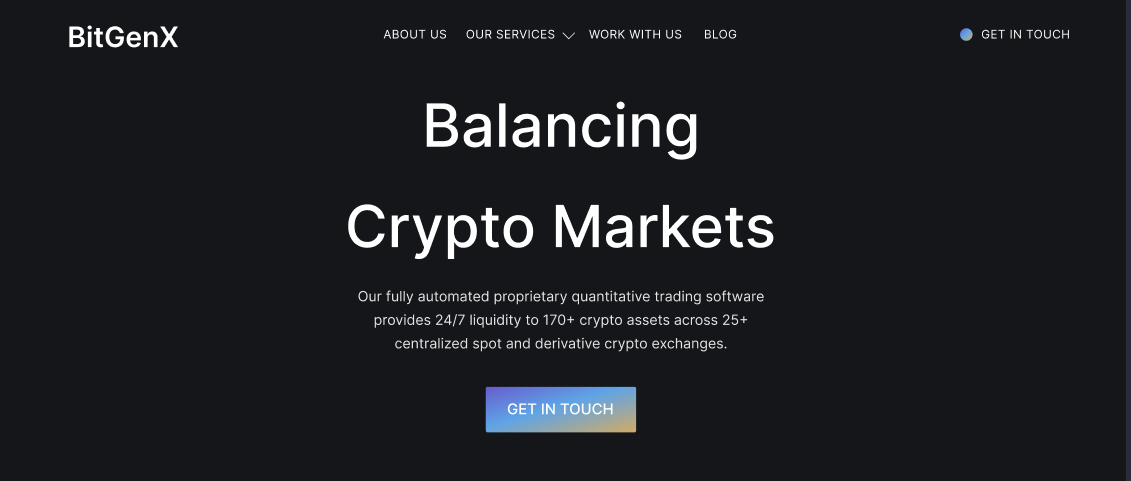 BitGenX
ABOUT US
OUR SERVICES
WORK WITH US
BLOG
GET IN TOUCH
Balancing
Crypto Markets
Our fully automated proprietary quantitative trading software
provides 24/7 liquidity to 170+ crypto assets across 25+
centralized spot and derivative crypto exchanges.
GET IN TOUCH